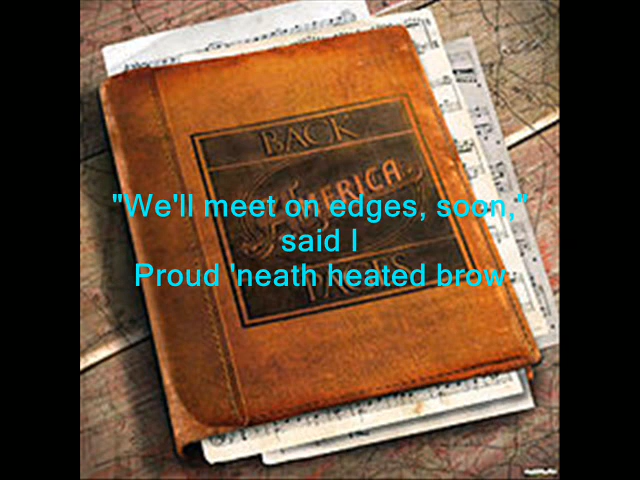 BACK
AMERICA
"We'll meet on edges, soon,"
said I
Proud 'neath heated brow
PAGES